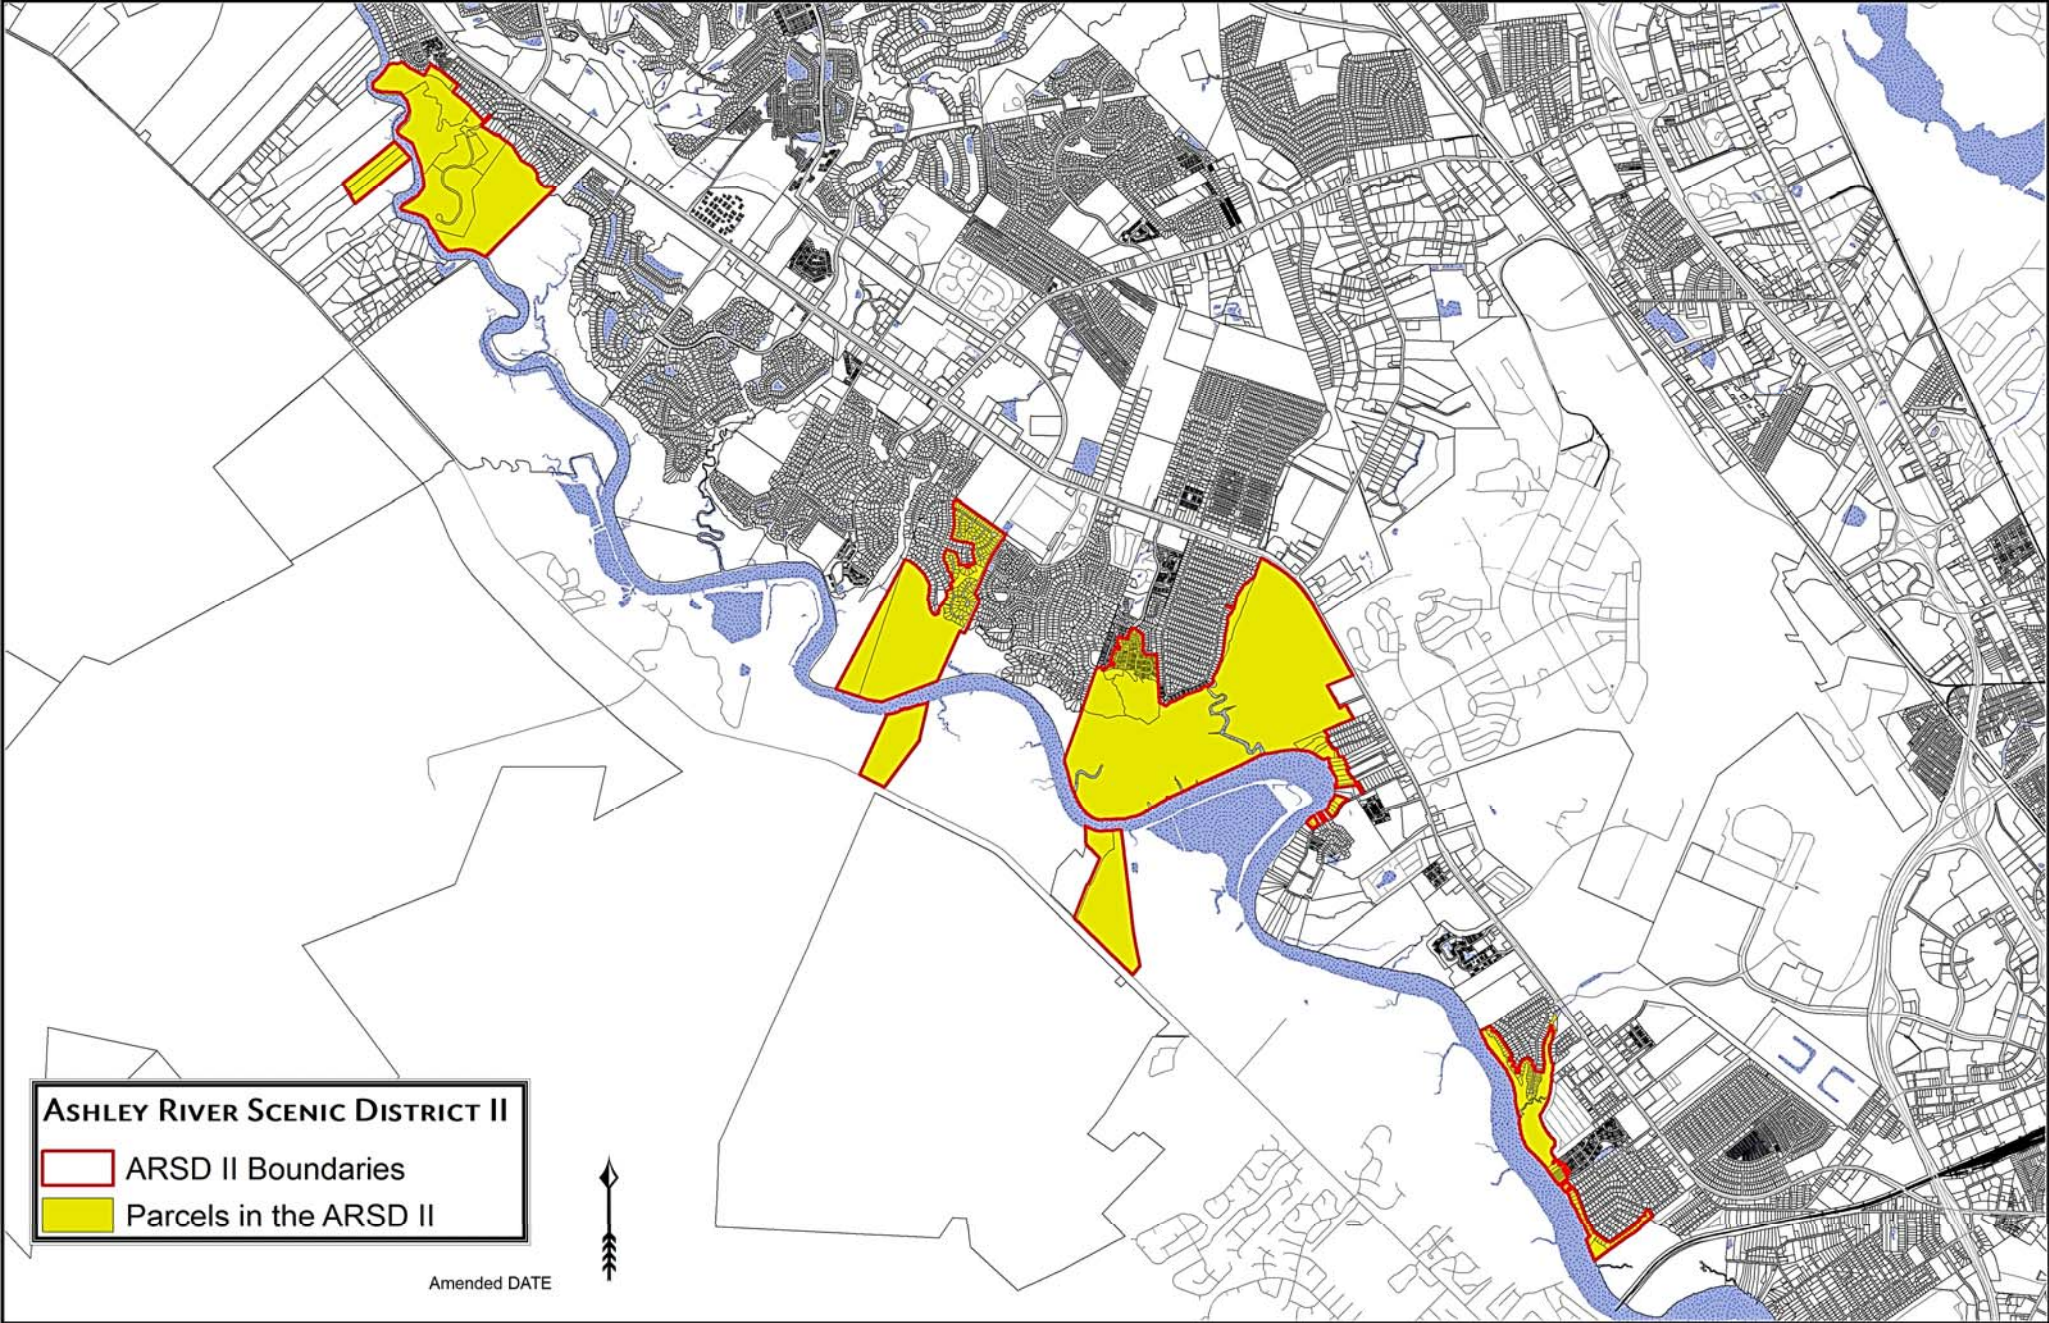 ASHLEY RIVER SCENIC DISTRICT II
ARSD II Boundaries
Parcels in the ARSD II
Amended DATE